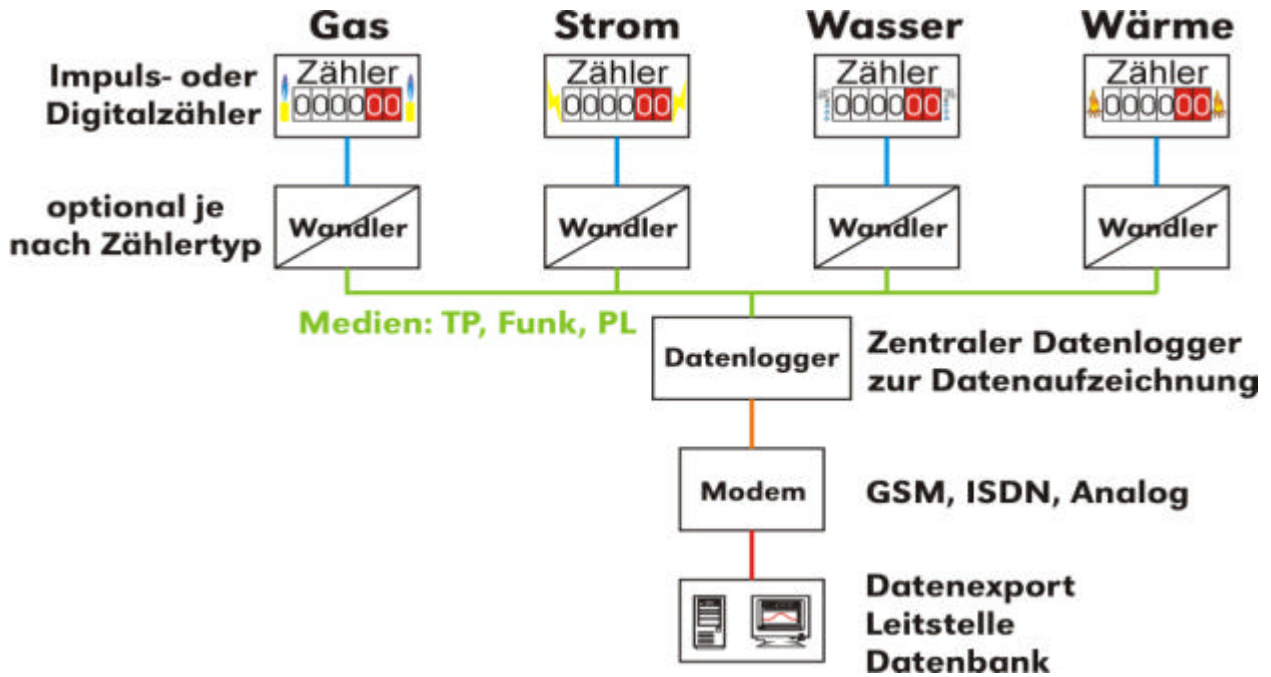 Gas Strom Wasser Wärme
Impuls- oder
Digitalzähler
Zähler Zähler Zähler Zähler
000000 000000 000000 000000
optional je
nach Zählertyp
Wandler Wandler Wandler Wandler
Medien: TP, Funk, PL
Datenlogger
Zentraler Datenlogger
zur Datenaufzeichnung
Modem
GSM, ISDN, Analog
Datenexport
Leitstelle
Datenbank